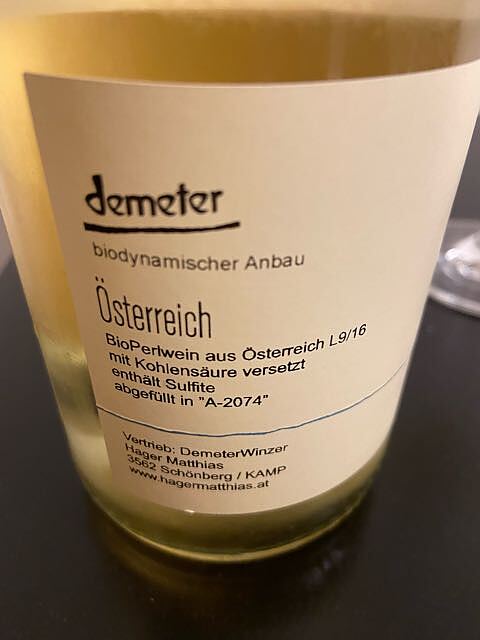 demeter
biodynamischer Anbau
Österreich
BioPerlwein aus Österreich L9/16
mit Kohlensäure versetzt
enthält Sulfite
abgefüllt in "A-2074"
Vertrieb: DemeterWinzer
Hager Matthias
3562 Schönberg / KAMP
www.hagermatthias.at